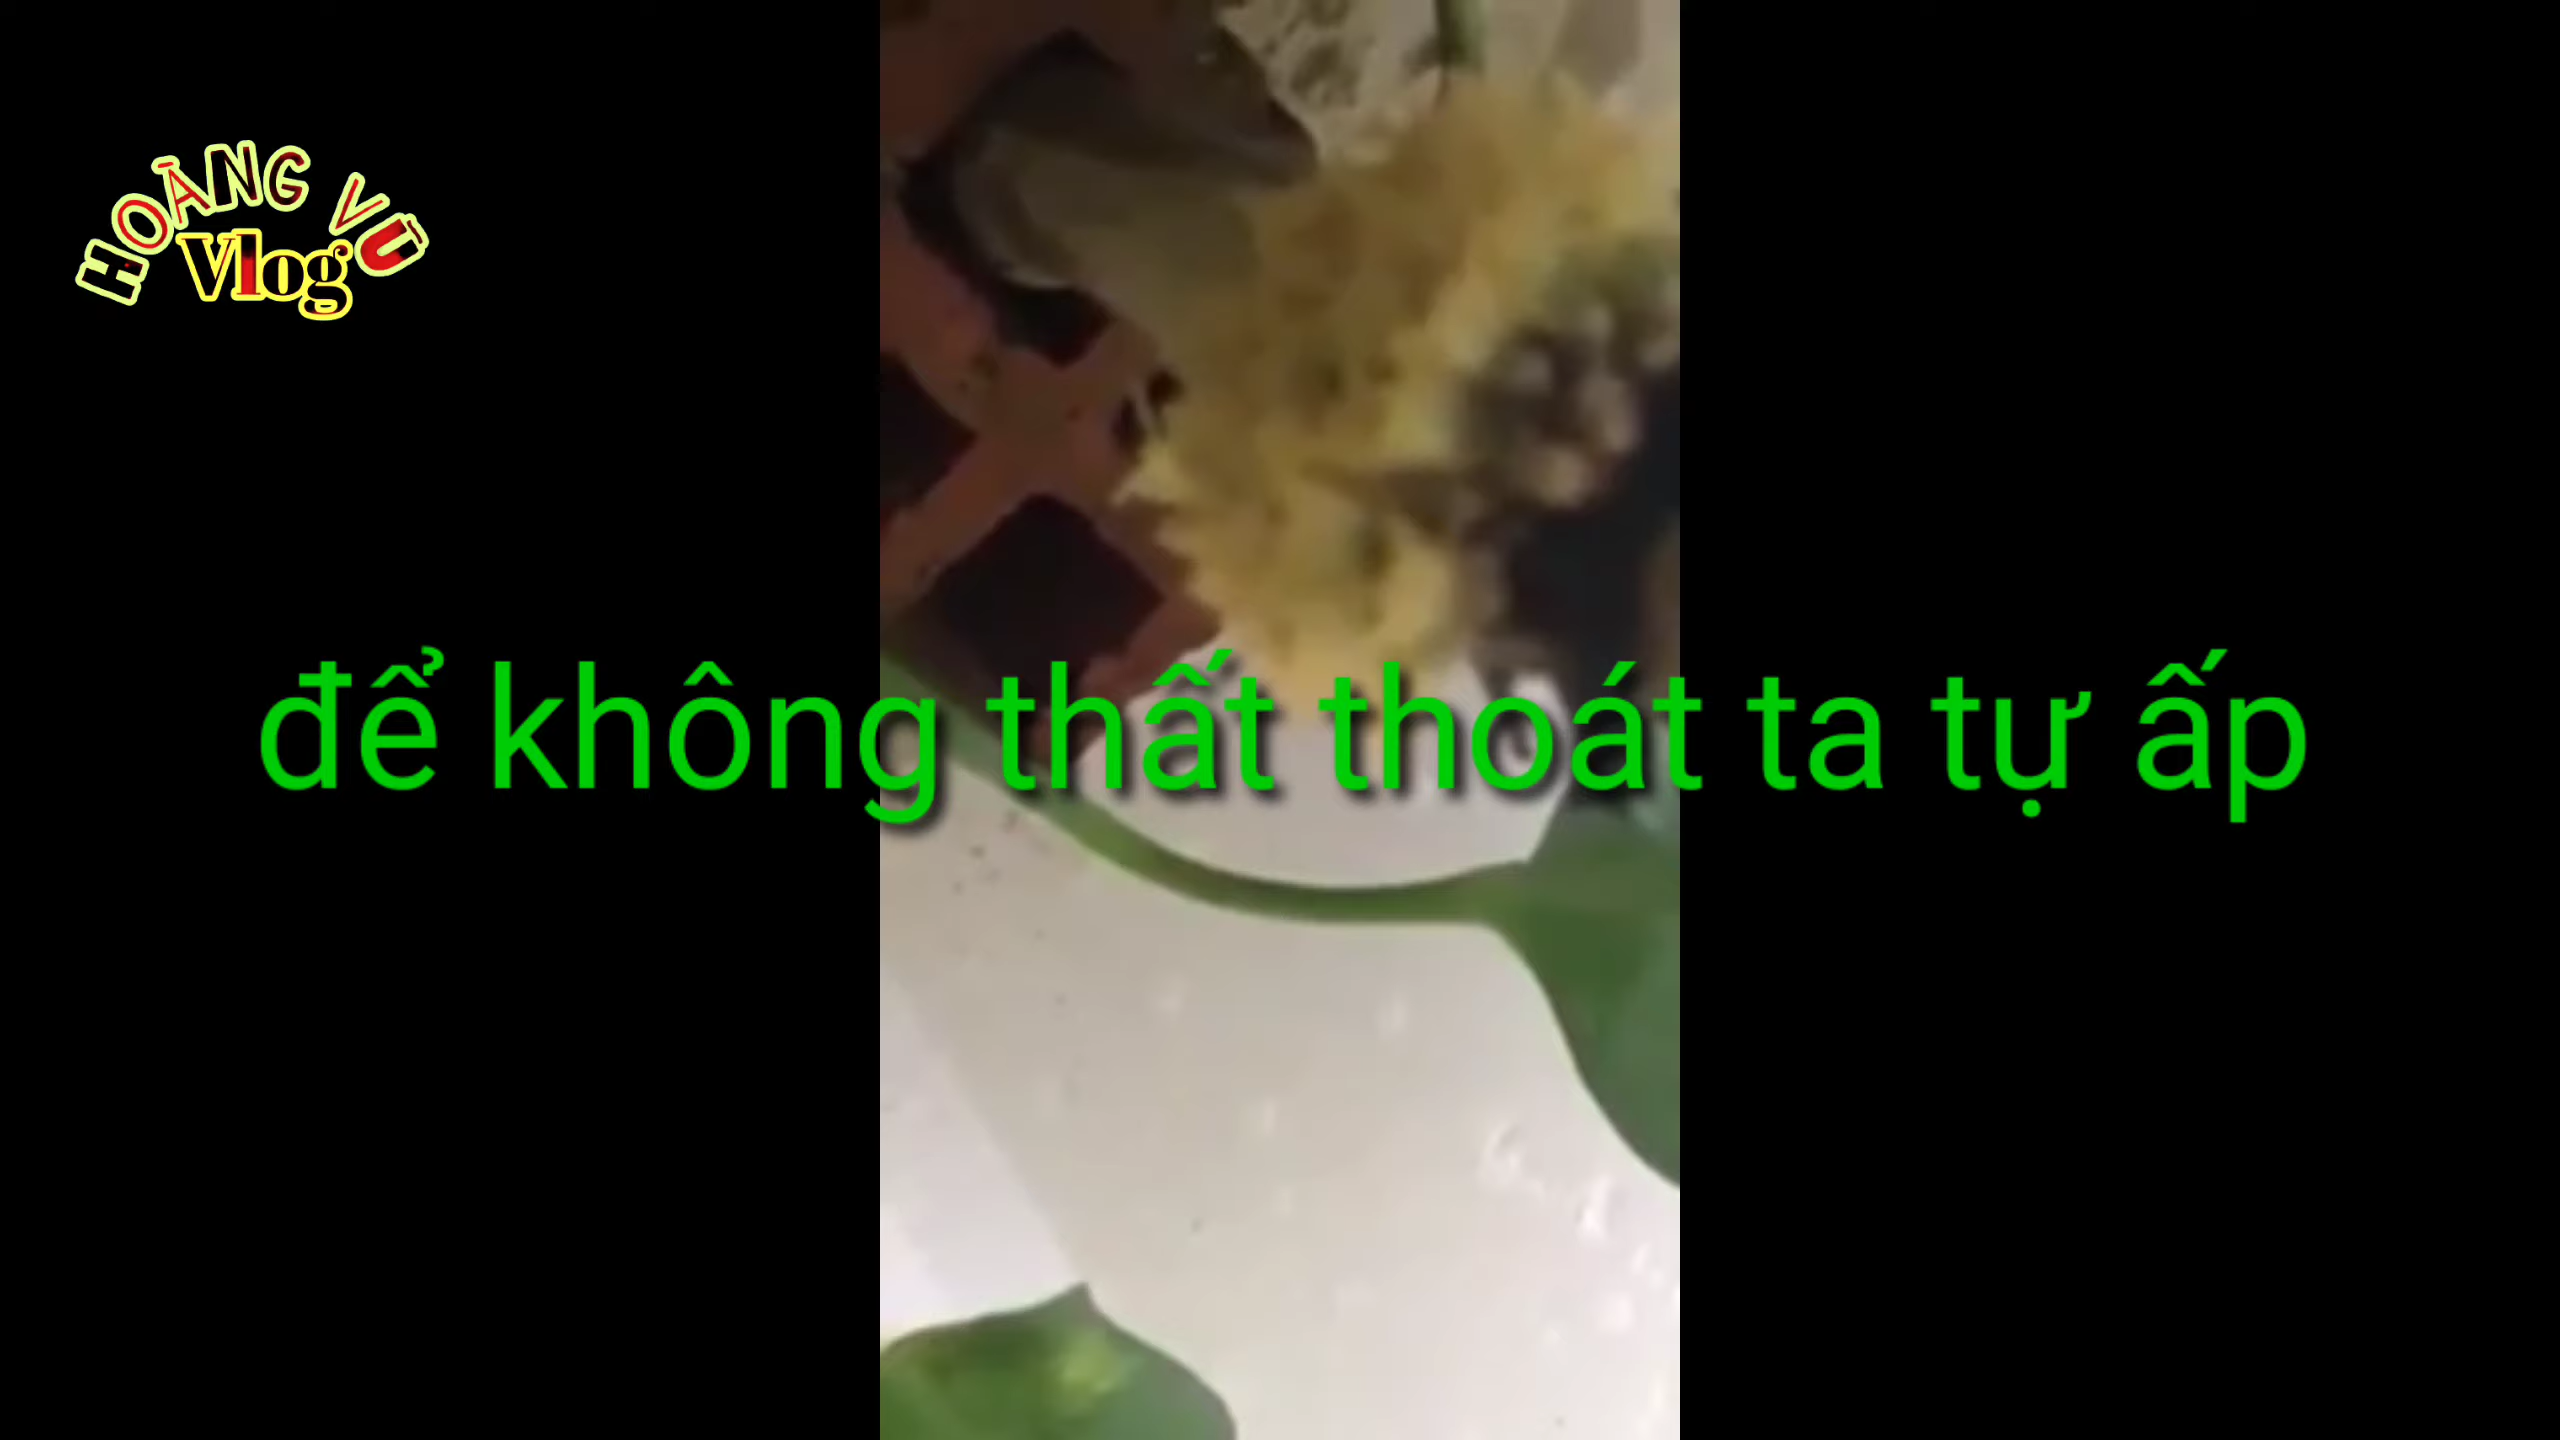 HOÀNG VŨ
Vlog
để không thất thoát ta tự ấp